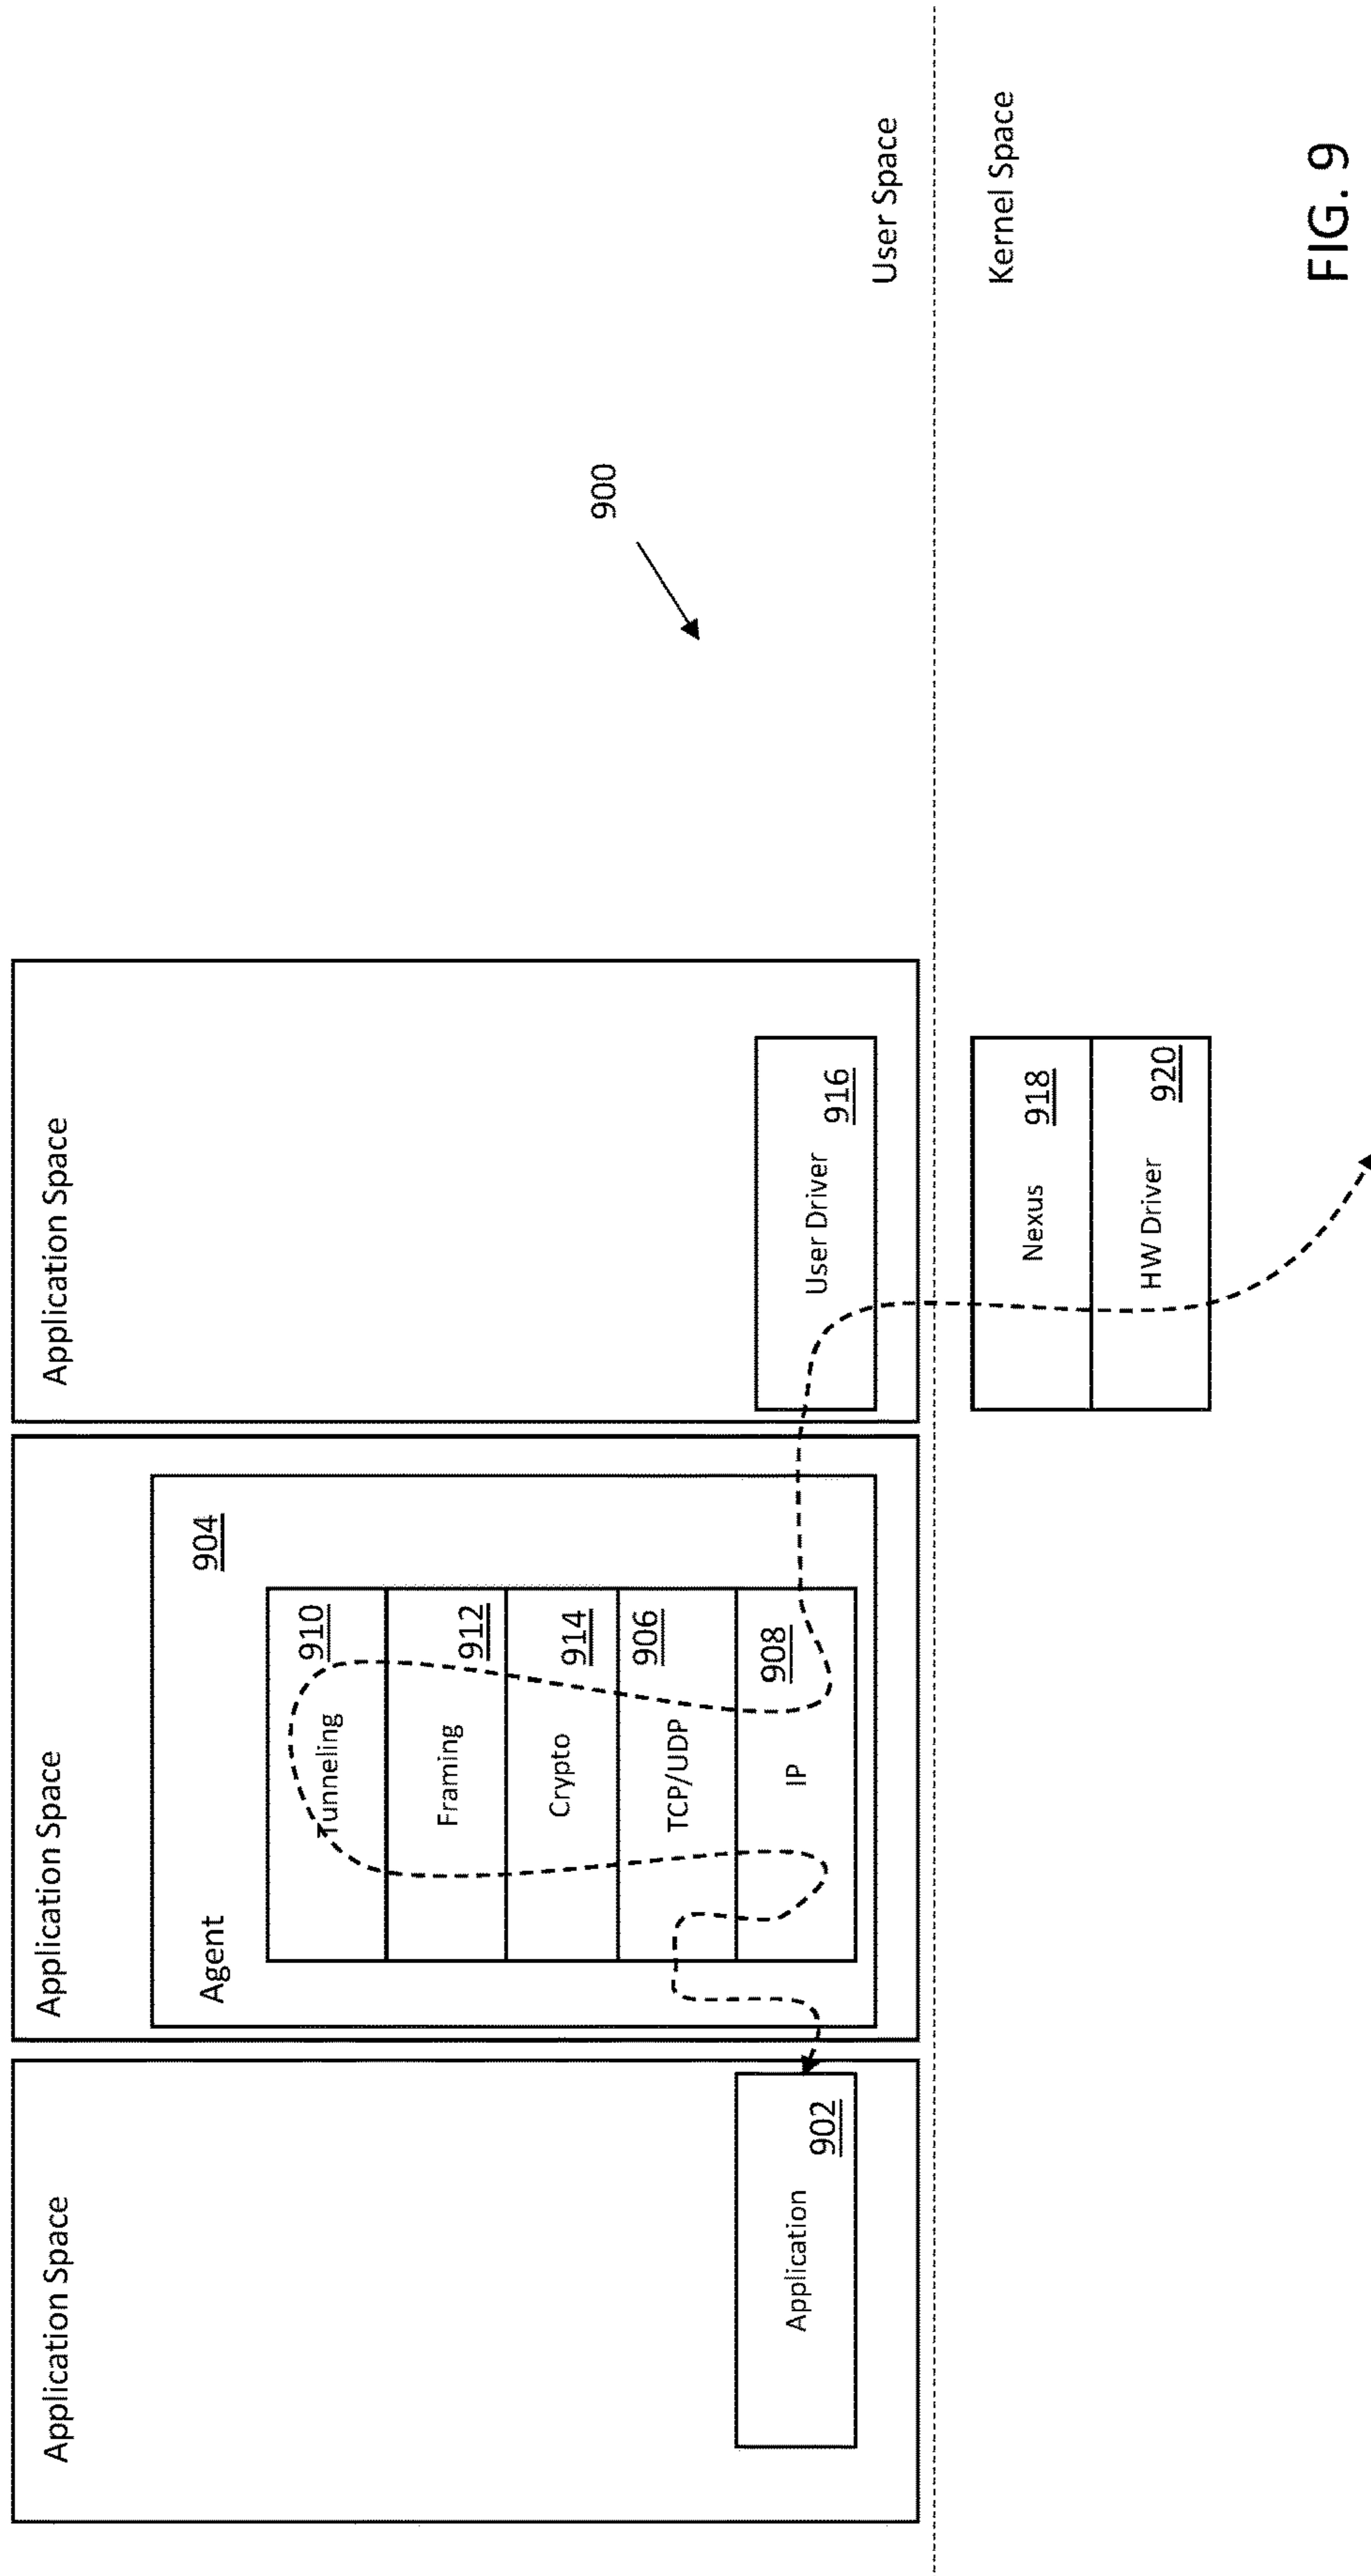 Application Space
Application
902
Application Space
Agent
904
Tunneling
910
Framing
912
Crypto
914
TCP/UDP
906
IP
908
Application Space
User Driver
916
900
User Space
Kernel Space
Nexus
918
HW Driver
920
FIG. 9